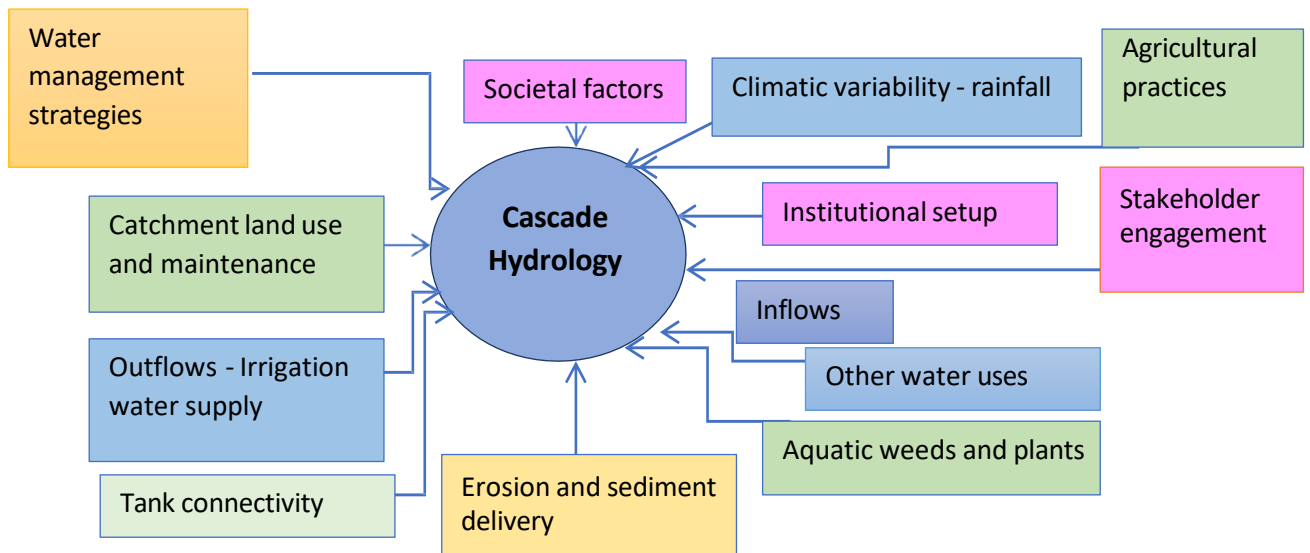 Water
management
strategies
Societal factors
Climatic variability - rainfall
Agricultural
practices
Catchment land use
and maintenance
Cascade
Hydrology
Institutional setup
Stakeholder
engagement
Inflows
Outflows - Irrigation
water supply
Other water uses
Aquatic weeds and plants
Tank connectivity
Erosion and sediment
delivery